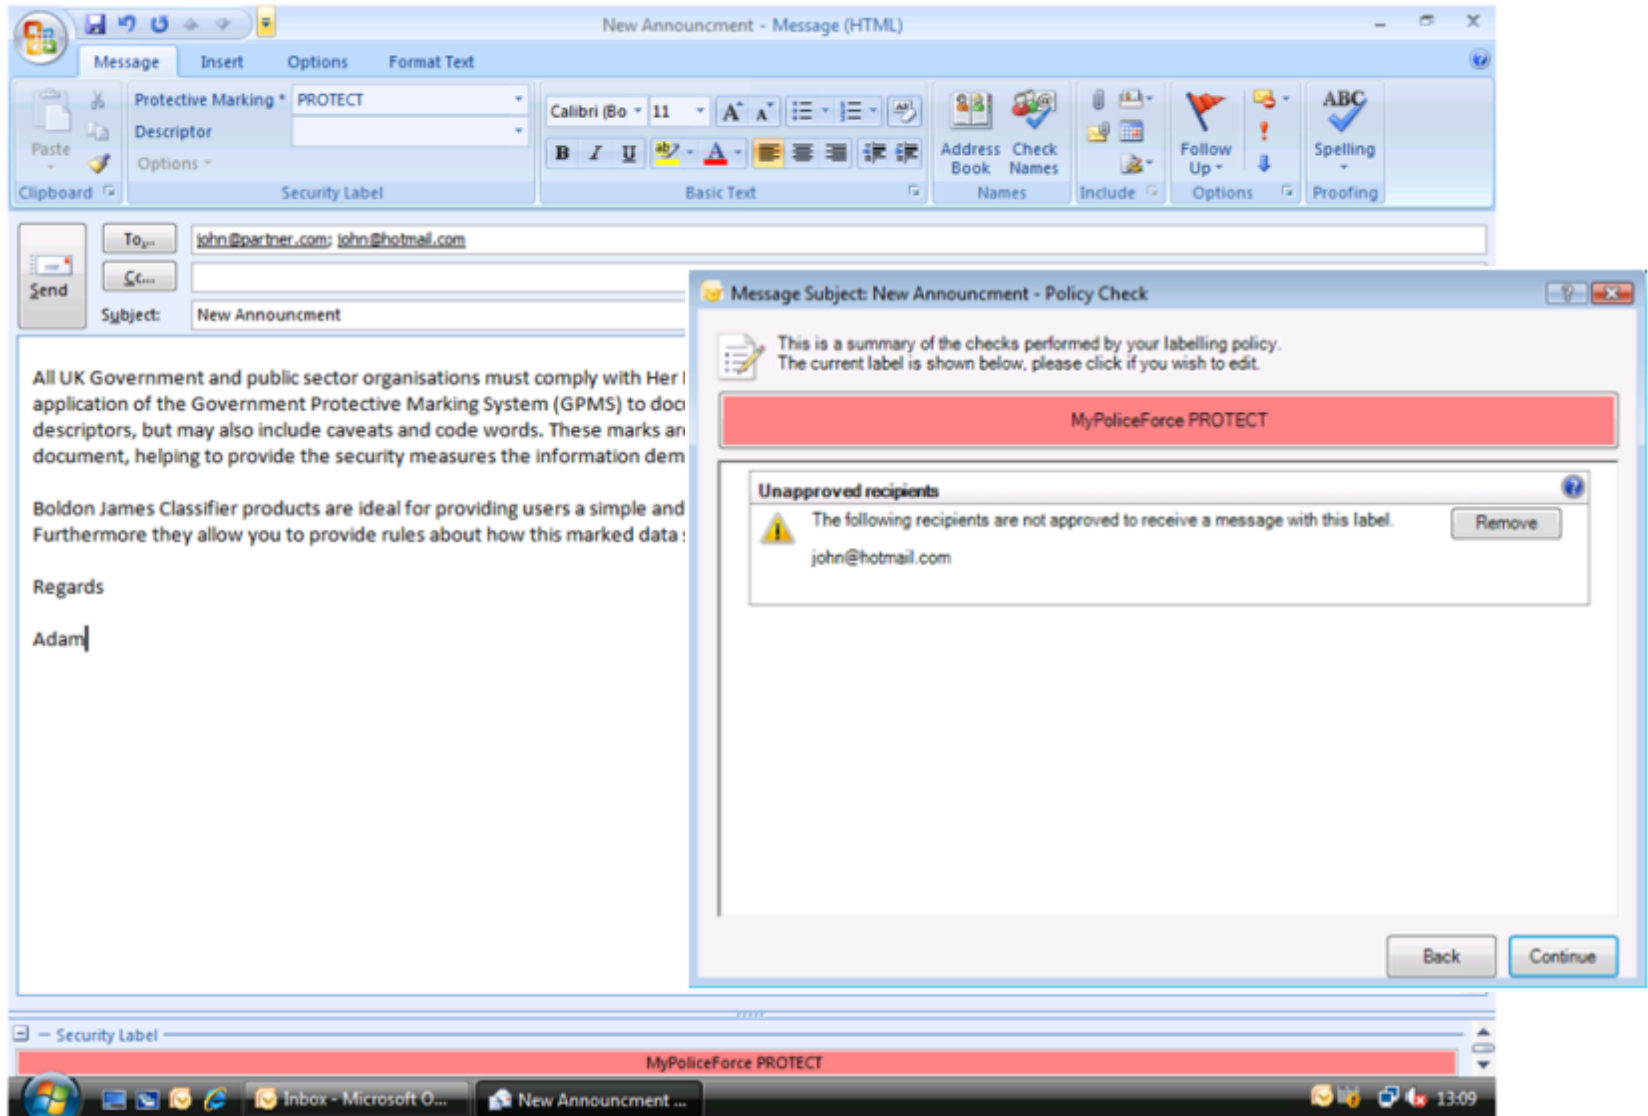 New Announcment - Message (HTML)
Message Insert Options Format Text
Paste
Clipboard
Protective Marking * PROTECT
Descriptor
Options
Security Label
Calibri (Bo 11
B I U
Basic Text
Address Book
Check Names
Names
Include
Follow Up
Options
ABC
Spelling
Proofing
Send
To... john@partner.com; john@hotmail.com
Cc...
Subject: New Announcment
All UK Government and public sector organisations must comply with Her
application of the Government Protective Marking System (GPMS) to
descriptors, but may also include caveats and code words. These marks
document, helping to provide the security measures the information
Boldon James Classifier products are ideal for providing users a simple and
Furthermore they allow you to provide rules about how this marked data
Regards
Adam
Message Subject: New Announcment - Policy Check
This is a summary of the checks performed by your labelling policy.
The current label is shown below, please click if you wish to edit.
MyPoliceForce PROTECT
Unapproved recipients
The following recipients are not approved to receive a message with this label.
Remove
john@hotmail.com
Back Continue
Security Label
MyPoliceForce PROTECT
Inbox - Microsoft O... New Announcment ... 13:09